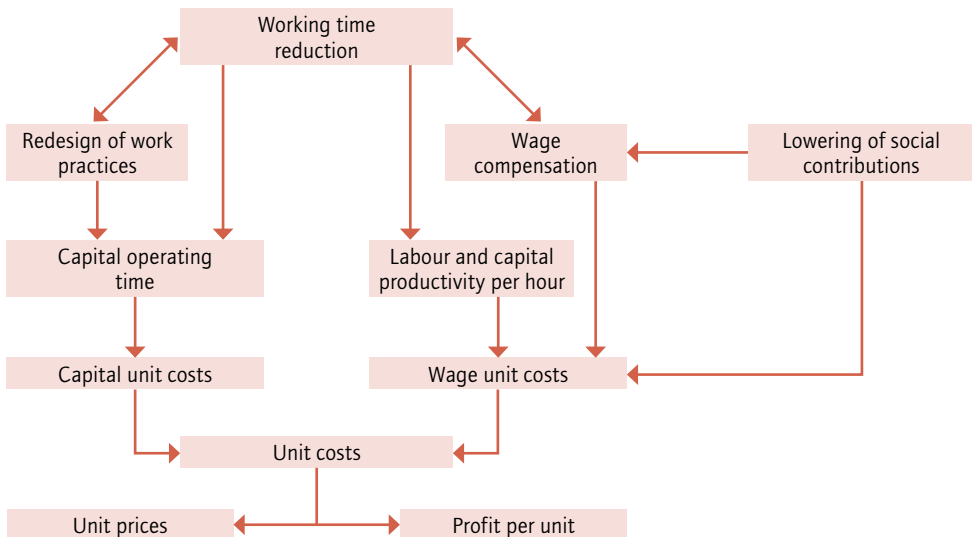 Working time
reduction
Redesign of work
practices
Wage
compensation
Lowering of social
contributions
Capital operating
time
Labour and capital
productivity per hour
Capital unit costs
Wage unit costs
Unit costs
Unit prices
Profit per unit